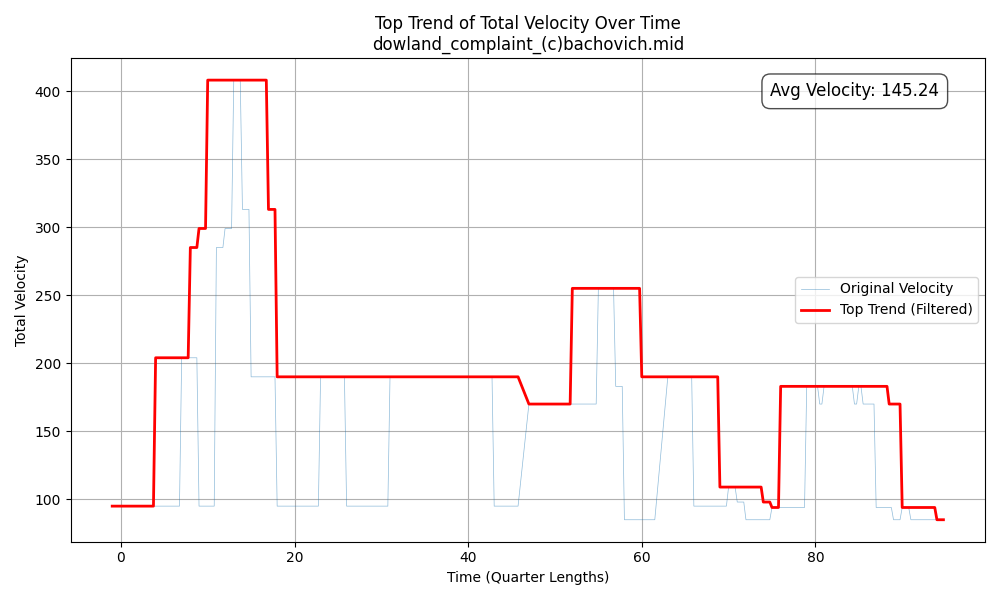 Top Trend of Total Velocity Over Time
dowland_complaint_(c)bachovich.mid
Avg Velocity: 145.24
400
350
300
250
200
150
100
Total Velocity
Original Velocity
Top Trend (Filtered)
0 20 40 60 80
Time (Quarter Lengths)